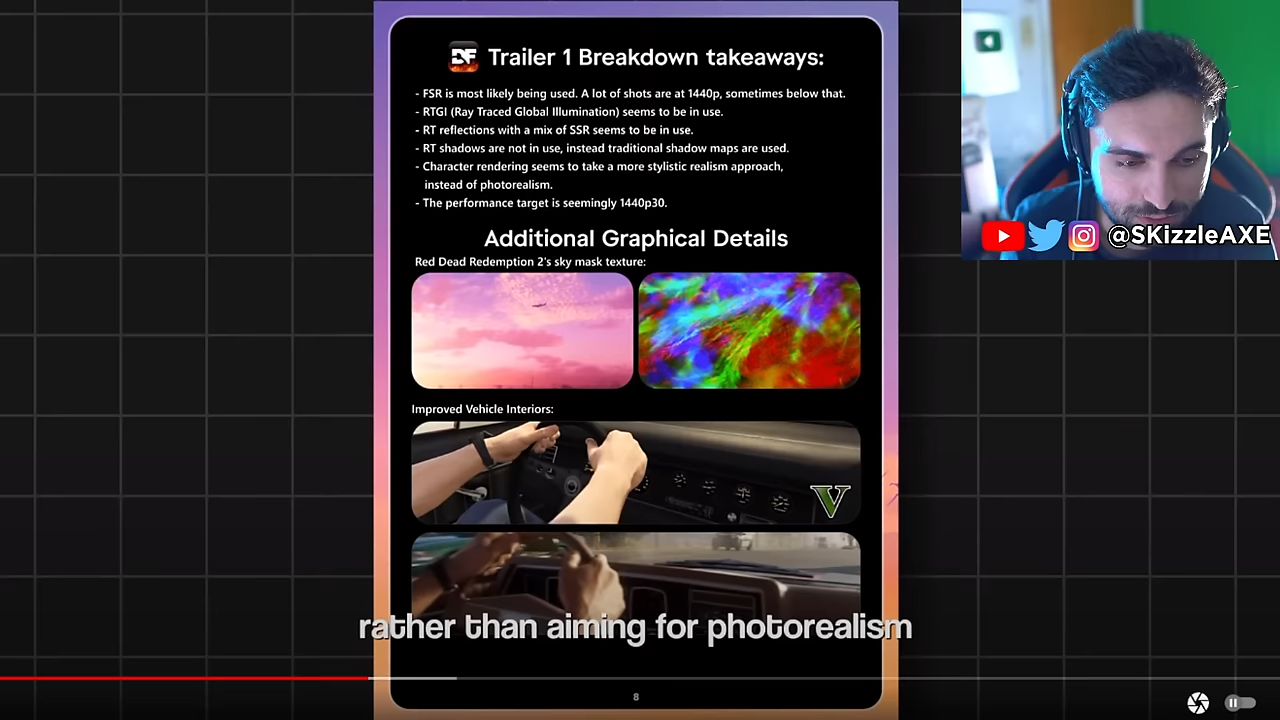 DF Trailer 1 Breakdown takeaways:
- FSR is most likely being used. A lot of shots are at 1440p, sometimes below that.
- RTGI (Ray Traced Global Illumination) seems to be in use.
- RT reflections with a mix of SSR seems to be in use.
- RT shadows are not in use, instead traditional shadow maps are used.
- Character rendering seems to take a more stylistic realism approach,
instead of photorealism.
- The performance target is seemingly 1440p30.
@SKizzleAXE
Additional Graphical Details
Red Dead Redemption 2's sky mask texture:
Improved Vehicle Interiors:
V
rather than aiming for photorealism
8